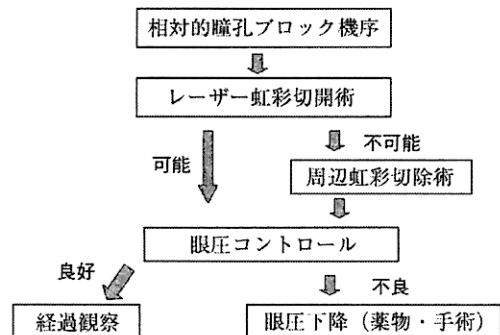 相対的瞳孔ブロック機序
レーザー虹彩切開術
可能
不可能
周辺虹彩切除術
眼圧コントロール
良好
不良
経過観察
眼圧下降（薬物・手術）